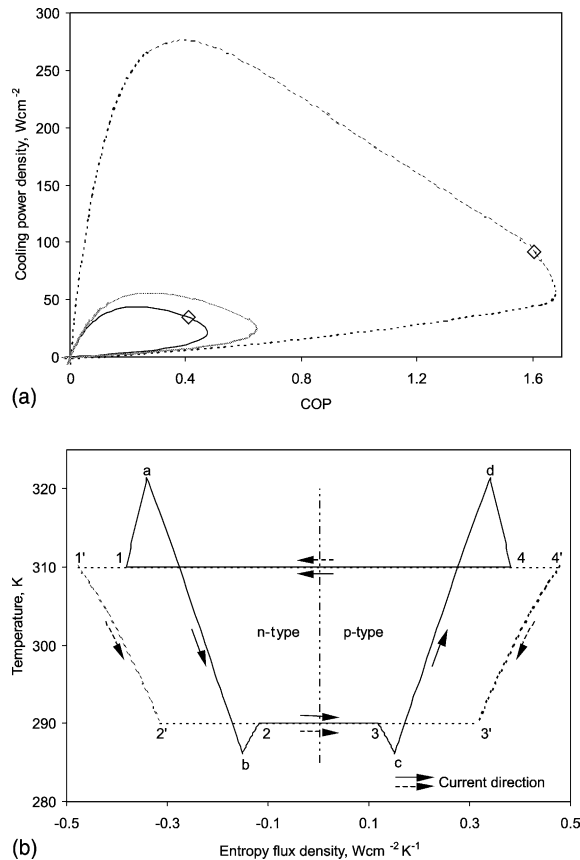 300
250
200
150
100
50
0
Cooling power density, Wcm-2
0 0.4 0.8 1.2 1.6
COP
(a)
a d
320
1' 1 4 4'
310
n-type p-type
300
290
2' 2 3 3'
b c
Current direction
280
Temperature, K
-0.5 -0.3 -0.1 0.1 0.3 0.5
Entropy flux density, Wcm -2 K-1
(b)